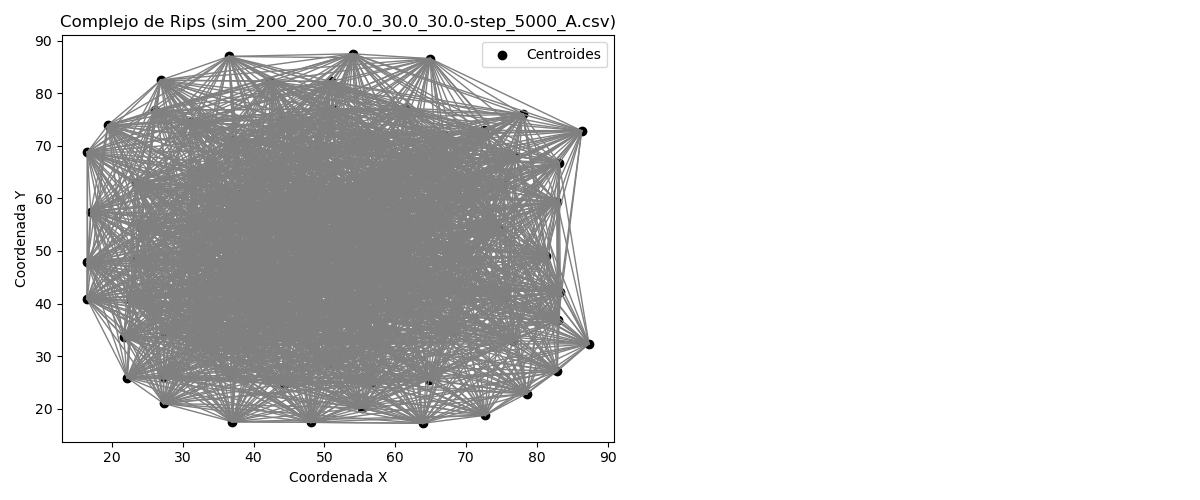 Complejo de Rips (sim_200_200_70.0_30.0_30.0-step_5000_A.csv)
90
80
70
60
50
40
30
20
Coordenada Y
Centroides
20 30 40 50 60 70 80 90
Coordenada X